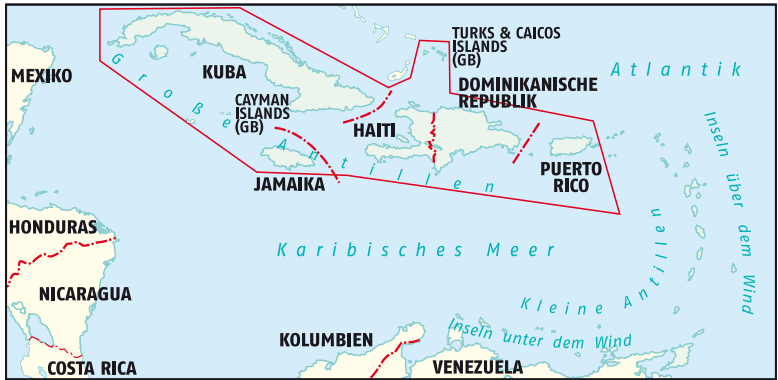 TURKS & CAICOS
ISLANDS
(GB)
MEXIKO
KUBA
Atlantik
DOMINIKANISCHE
REPUBLIK
CAYMAN
ISLANDS
(GB)
HAITI
Große Antillen
JAMAIKA
PUERTO
RICO
Inseln über dem Wind
HONDURAS
Karibisches Meer
NICARAGUA
Kleine Antillen
Inseln unter dem Wind
KOLUMBIEN
COSTA RICA
VENEZUELA